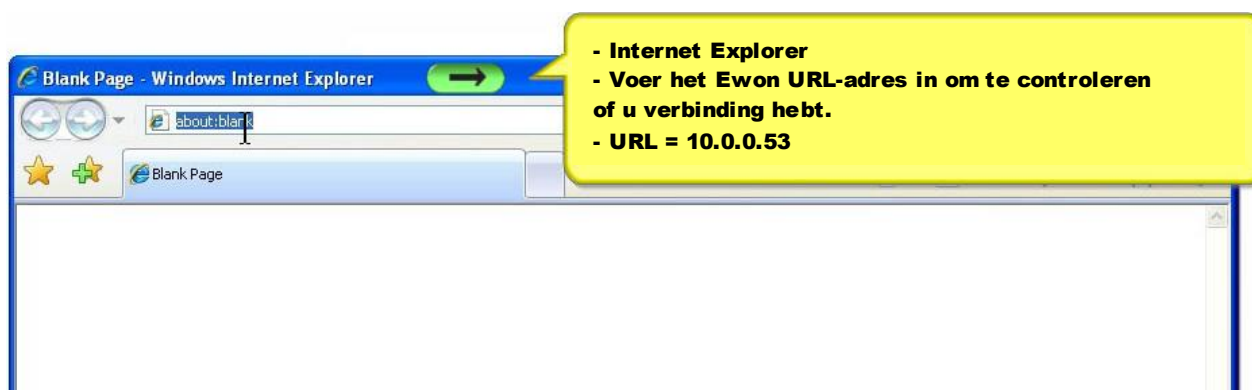 - Internet Explorer
- Voer het Ewon URL-adres in om te controleren
of u verbinding hebt.
- URL = 10.0.0.53
Blank Page - Windows Internet Explorer
about:blank
Blank Page